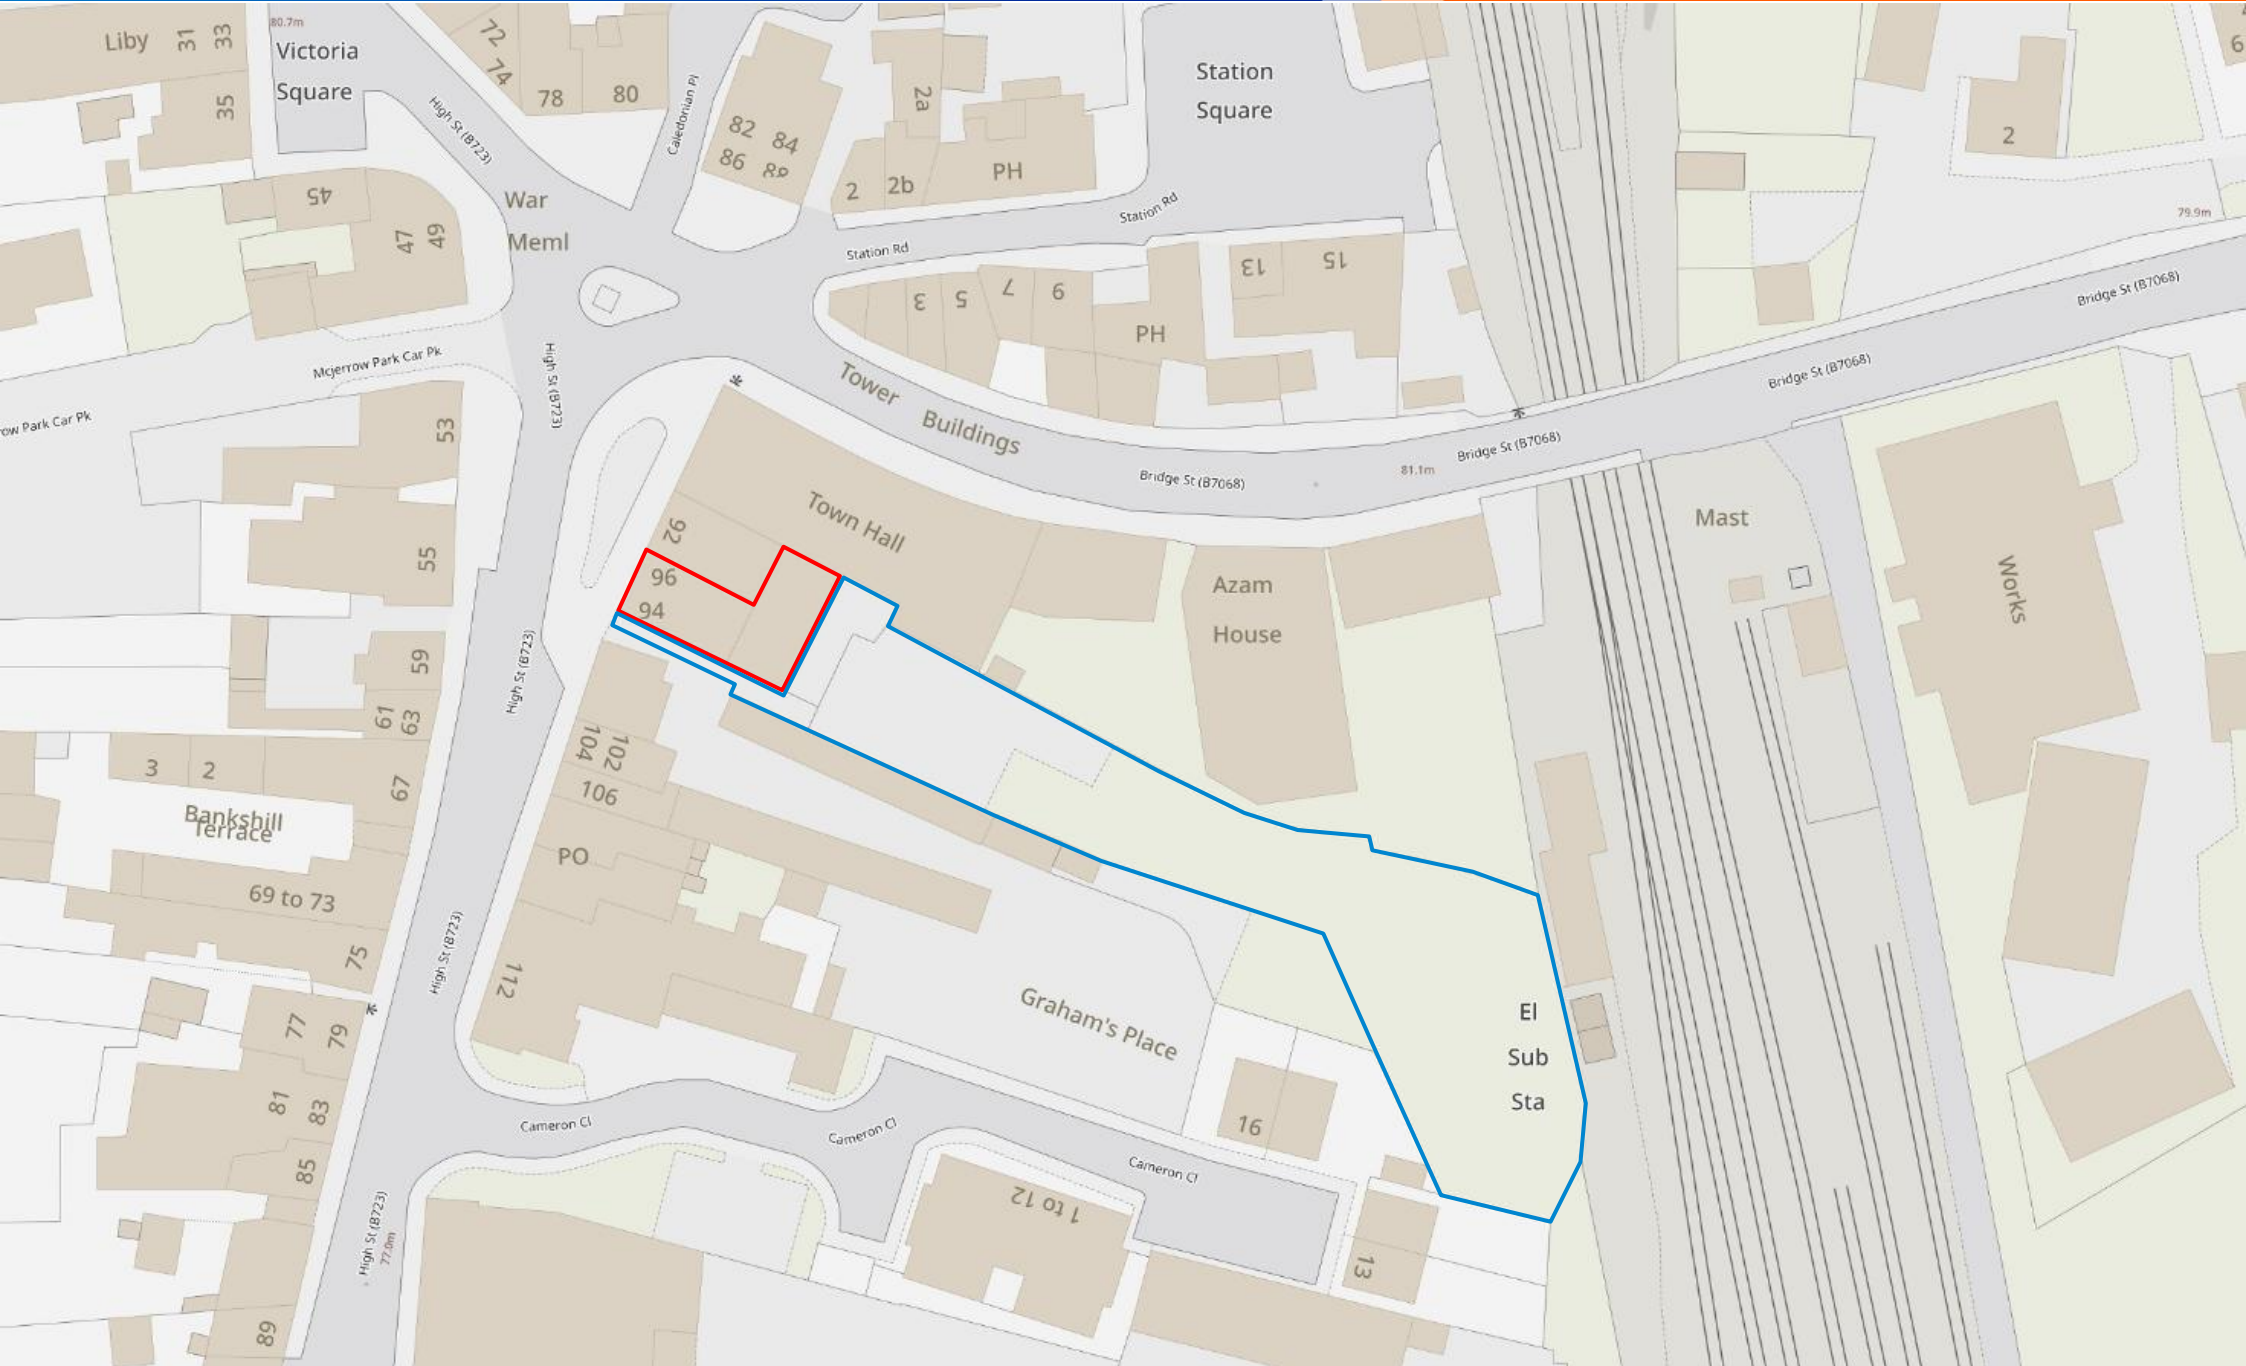 Liby
31
33
80.7m
Victoria
Square
35
72
74
78
80
High St (B723)
Caledonian Pl
82
84
86
88
2a
2
2b
PH
Station
Square
2
6
79.9m
45
47
49
War
Meml
Station Rd
Station Rd
3
5
7
9
PH
13
15
Bridge St (B7068)
Bridge St (B7068)
Mcjerrow Park Car Pk
row Park Car Pk
High St (B723)
Tower
Buildings
Bridge St (B7068)
81.1m
Bridge St (B7068)
53
55
Town Hall
92
96
94
Azam
House
Mast
Works
59
61
63
High St (B723)
3
2
67
Bankshill
Terrace
69 to 73
75
104
102
106
PO
112
High St (B723)
Graham's Place
El
Sub
Sta
16
77
79
81
83
85
Cameron Cl
Cameron Cl
Cameron Cl
1 to 12
13
High St (B723)
77.0m
89